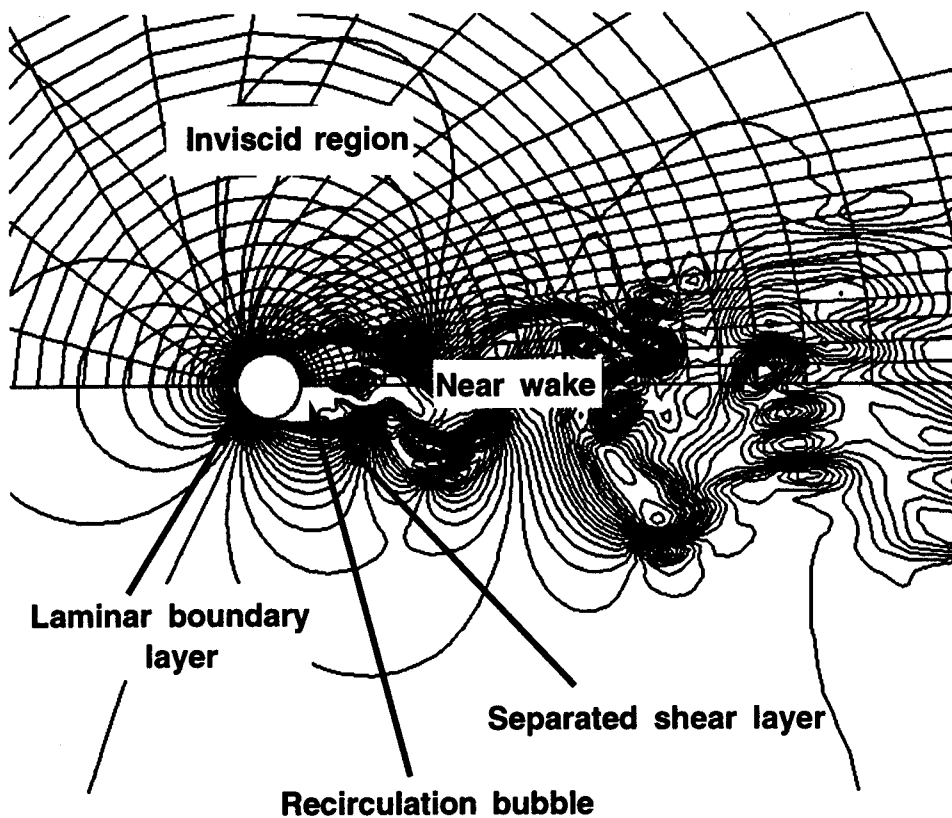 Inviscid region
Near wake
Laminar boundary
layer
Separated shear layer
Recirculation bubble